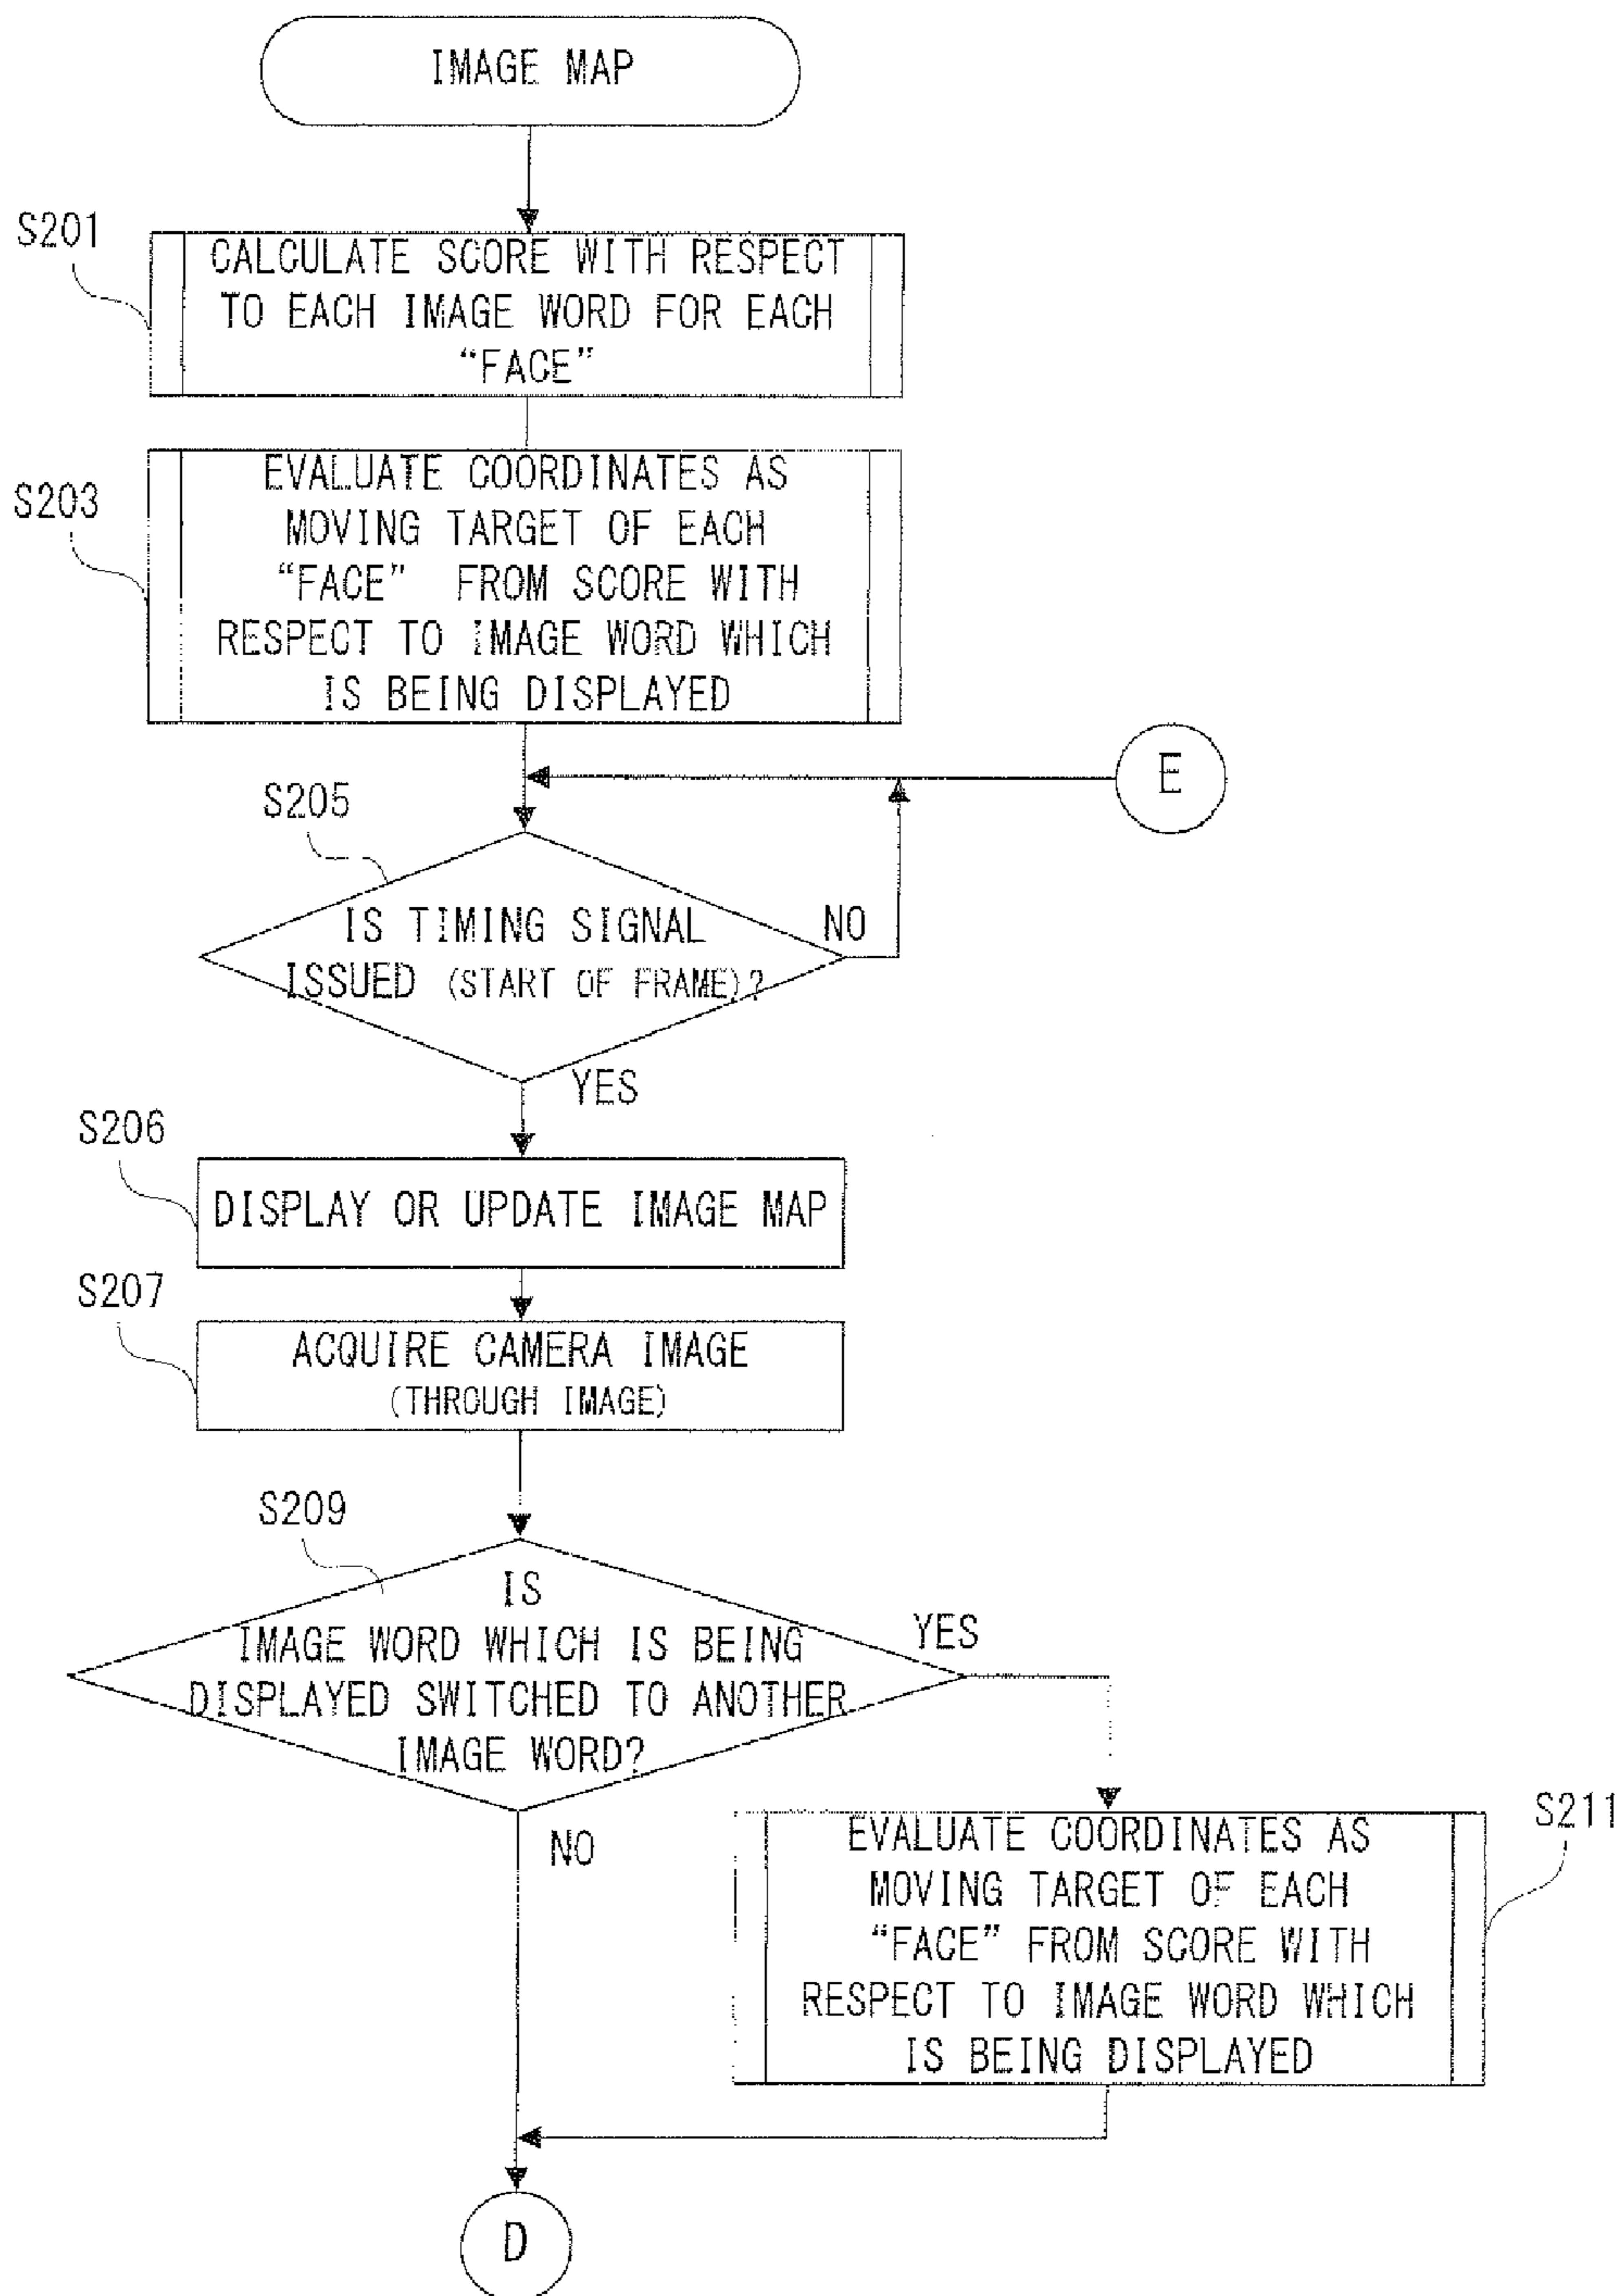 IMAGE MAP
S201
CALCULATE SCORE WITH RESPECT
TO EACH IMAGE WORD FOR EACH
“FACE”
S203
EVALUATE COORDINATES AS
MOVING TARGET OF EACH
“FACE” FROM SCORE WITH
RESPECT TO IMAGE WORD WHICH
IS BEING DISPLAYED
E
S205
IS TIMING SIGNAL
ISSUED (START OF FRAME)?
NO
YES
S206
DISPLAY OR UPDATE IMAGE MAP
S207
ACQUIRE CAMERA IMAGE
(THROUGH IMAGE)
S209
IS
IMAGE WORD WHICH IS BEING
DISPLAYED SWITCHED TO ANOTHER
IMAGE WORD?
YES
NO
S211
EVALUATE COORDINATES AS
MOVING TARGET OF EACH
“FACE” FROM SCORE WITH
RESPECT TO IMAGE WORD WHICH
IS BEING DISPLAYED
D